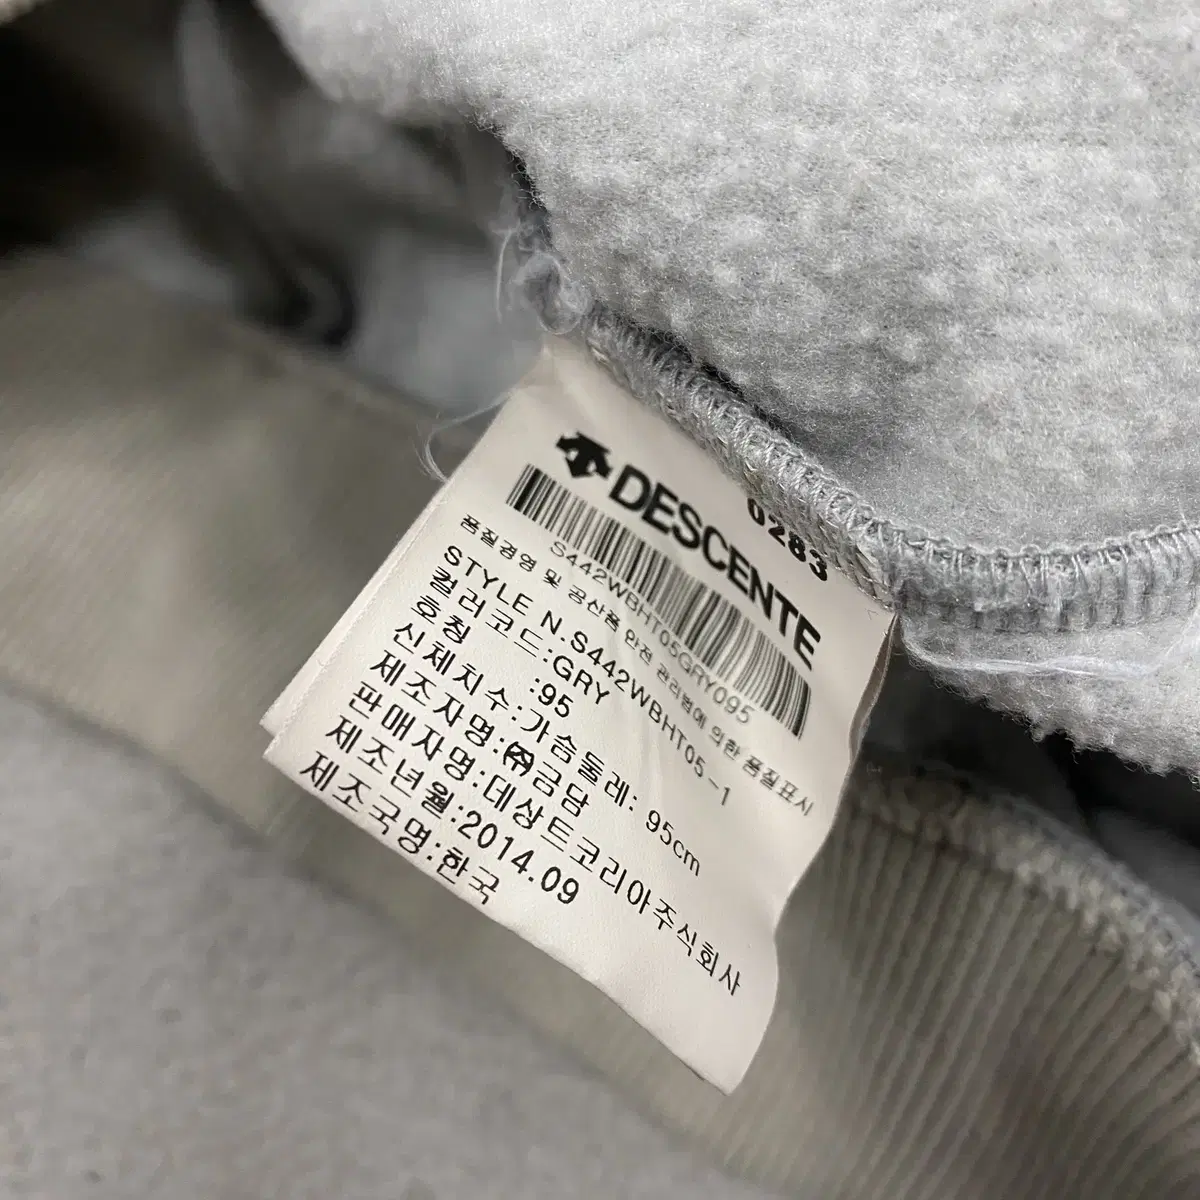 0283
DESCENTE
S442WBHT05GRY095
품질경영 및 공산품 안전 관리법에 의한 품질표시
STYLE N.S442WBHT05-1
컬러코드:GRY
호칭 :95
신체치수:가슴둘레: 95cm
제조자명:㈜금담
판매자명:데상트코리아주식회사
제조년월:2014.09
제조국명:한국